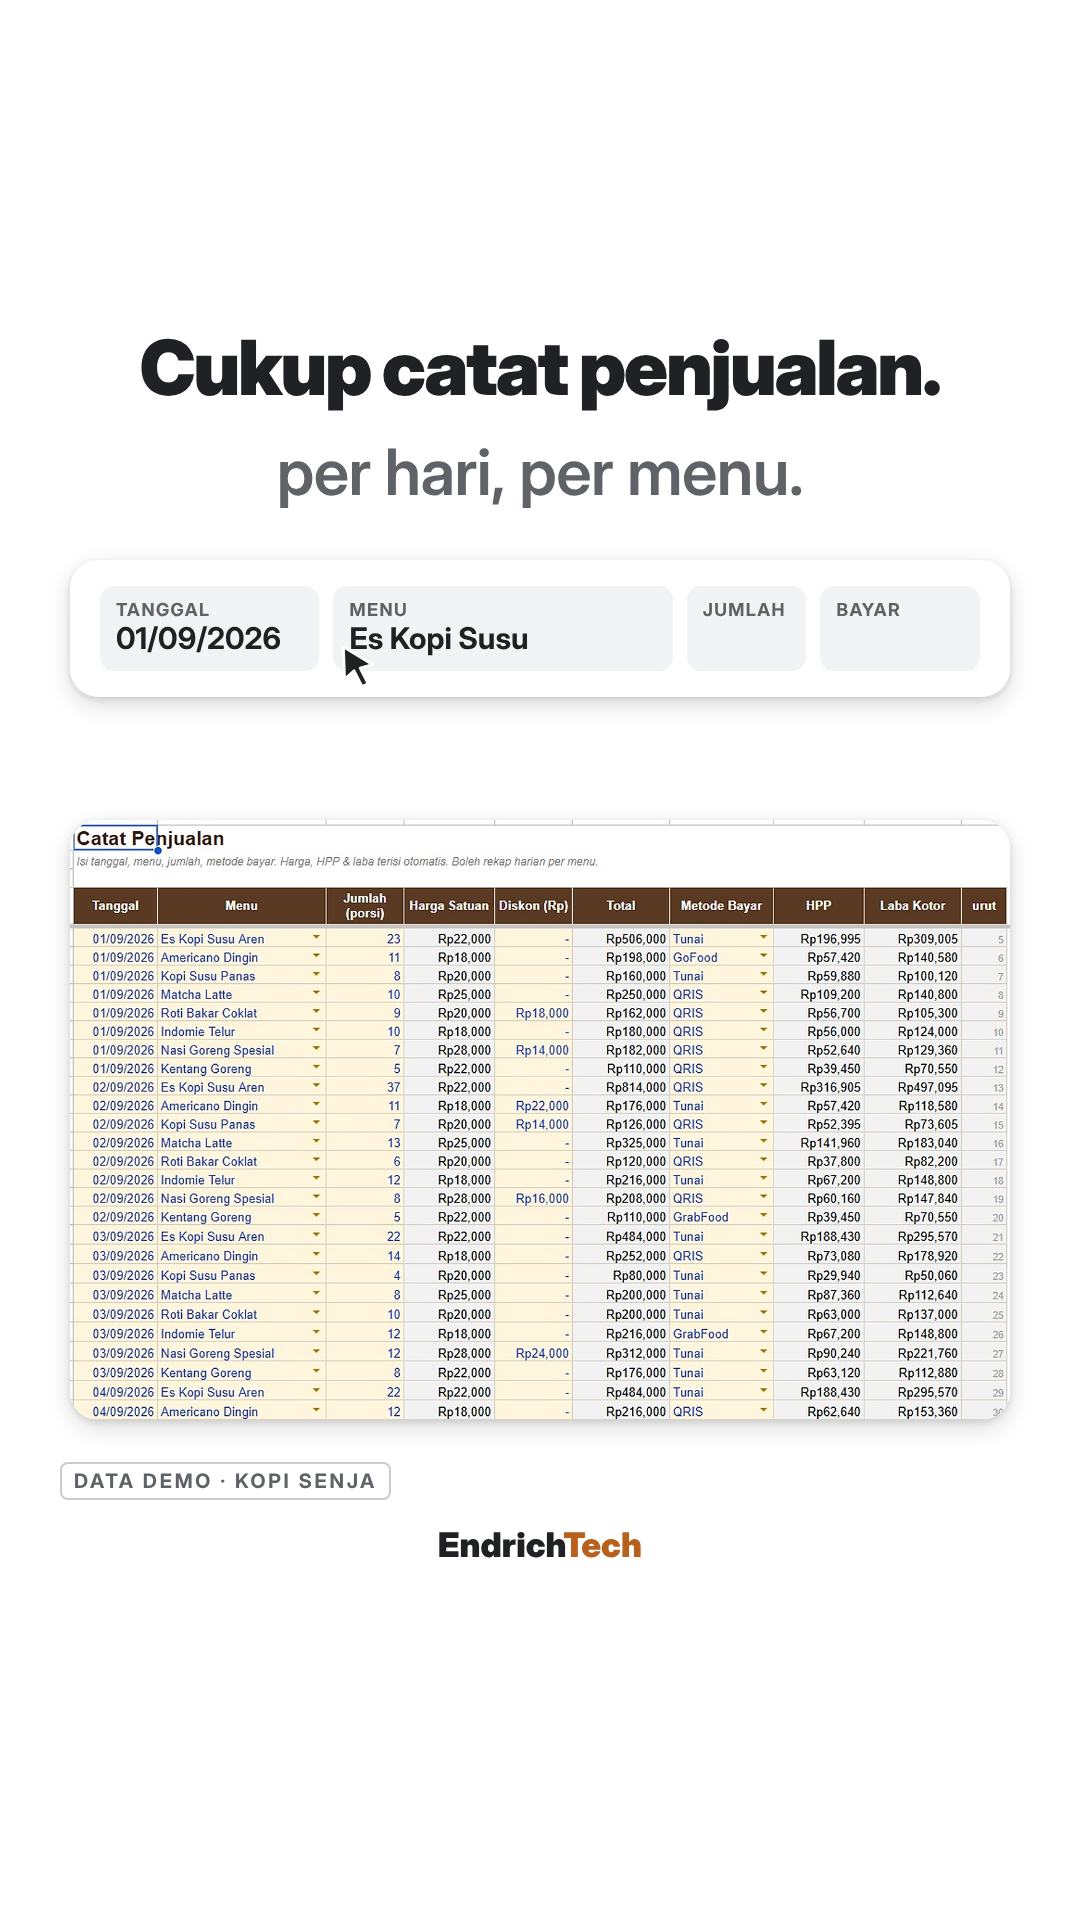 Cukup catat penjualan.
per hari, per menu.
TANGGAL MENU JUMLAH BAYAR
01/09/2026 Es Kopi Susu
Catat Penjualan
Isi tanggal, menu, jumlah, metode bayar. Harga, HPP & laba terisi otomatis. Boleh rekap harian per menu.
Tanggal Menu Jumlah (porsi) Harga Satuan Diskon (Rp) Total Metode Bayar HPP Laba Kotor urut
01/09/2026 Es Kopi Susu Aren 23 Rp22,000 - Rp506,000 Tunai Rp196,995 Rp309,005 5
01/09/2026 Americano Dingin 11 Rp18,000 - Rp198,000 GoFood Rp57,420 Rp140,580 6
01/09/2026 Kopi Susu Panas 8 Rp20,000 - Rp160,000 Tunai Rp59,880 Rp100,120 7
01/09/2026 Matcha Latte 10 Rp25,000 - Rp250,000 QRIS Rp109,200 Rp140,800 8
01/09/2026 Roti Bakar Coklat 9 Rp20,000 Rp18,000 Rp162,000 QRIS Rp56,700 Rp105,300 9
01/09/2026 Indomie Telur 10 Rp18,000 - Rp180,000 QRIS Rp56,000 Rp124,000 10
01/09/2026 Nasi Goreng Spesial 7 Rp28,000 Rp14,000 Rp182,000 QRIS Rp52,640 Rp129,360 11
01/09/2026 Kentang Goreng 5 Rp22,000 - Rp110,000 QRIS Rp39,450 Rp70,550 12
02/09/2026 Es Kopi Susu Aren 37 Rp22,000 - Rp814,000 QRIS Rp316,905 Rp497,095 13
02/09/2026 Americano Dingin 11 Rp18,000 Rp22,000 Rp176,000 Tunai Rp57,420 Rp118,580 14
02/09/2026 Kopi Susu Panas 7 Rp20,000 Rp14,000 Rp126,000 QRIS Rp52,395 Rp73,605 15
02/09/2026 Matcha Latte 13 Rp25,000 - Rp325,000 Tunai Rp141,960 Rp183,040 16
02/09/2026 Roti Bakar Coklat 6 Rp20,000 - Rp120,000 QRIS Rp37,800 Rp82,200 17
02/09/2026 Indomie Telur 12 Rp18,000 - Rp216,000 Tunai Rp67,200 Rp148,800 18
02/09/2026 Nasi Goreng Spesial 8 Rp28,000 Rp16,000 Rp208,000 QRIS Rp60,160 Rp147,840 19
02/09/2026 Kentang Goreng 5 Rp22,000 - Rp110,000 GrabFood Rp39,450 Rp70,550 20
03/09/2026 Es Kopi Susu Aren 22 Rp22,000 - Rp484,000 Tunai Rp188,430 Rp295,570 21
03/09/2026 Americano Dingin 14 Rp18,000 - Rp252,000 QRIS Rp73,080 Rp178,920 22
03/09/2026 Kopi Susu Panas 4 Rp20,000 - Rp80,000 Tunai Rp29,940 Rp50,060 23
03/09/2026 Matcha Latte 8 Rp25,000 - Rp200,000 Tunai Rp87,360 Rp112,640 24
03/09/2026 Roti Bakar Coklat 10 Rp20,000 - Rp200,000 Tunai Rp63,000 Rp137,000 25
03/09/2026 Indomie Telur 12 Rp18,000 - Rp216,000 GrabFood Rp67,200 Rp148,800 26
03/09/2026 Nasi Goreng Spesial 12 Rp28,000 Rp24,000 Rp312,000 Tunai Rp90,240 Rp221,760 27
03/09/2026 Kentang Goreng 8 Rp22,000 - Rp176,000 Tunai Rp63,120 Rp112,880 28
04/09/2026 Es Kopi Susu Aren 22 Rp22,000 - Rp484,000 Tunai Rp188,430 Rp295,570 29
04/09/2026 Americano Dingin 12 Rp18,000 - Rp216,000 QRIS Rp62,640 Rp153,360 30
DATA DEMO · KOPI SENJA
EndrichTech